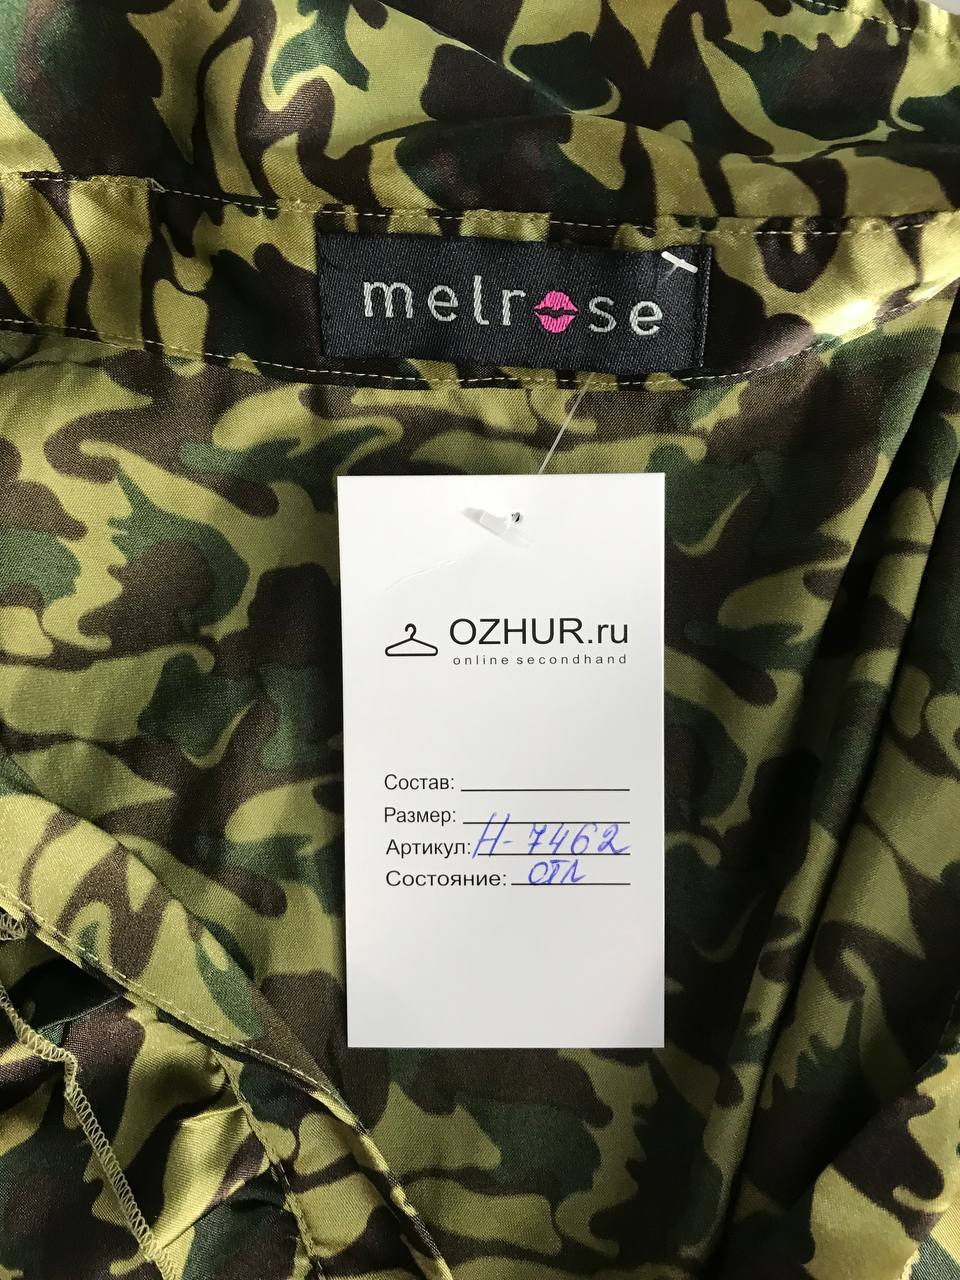 melrose
OZHUR.ru
online secondhand
Состав:
Размер:
Артикул: Н-7462
Состояние: отл